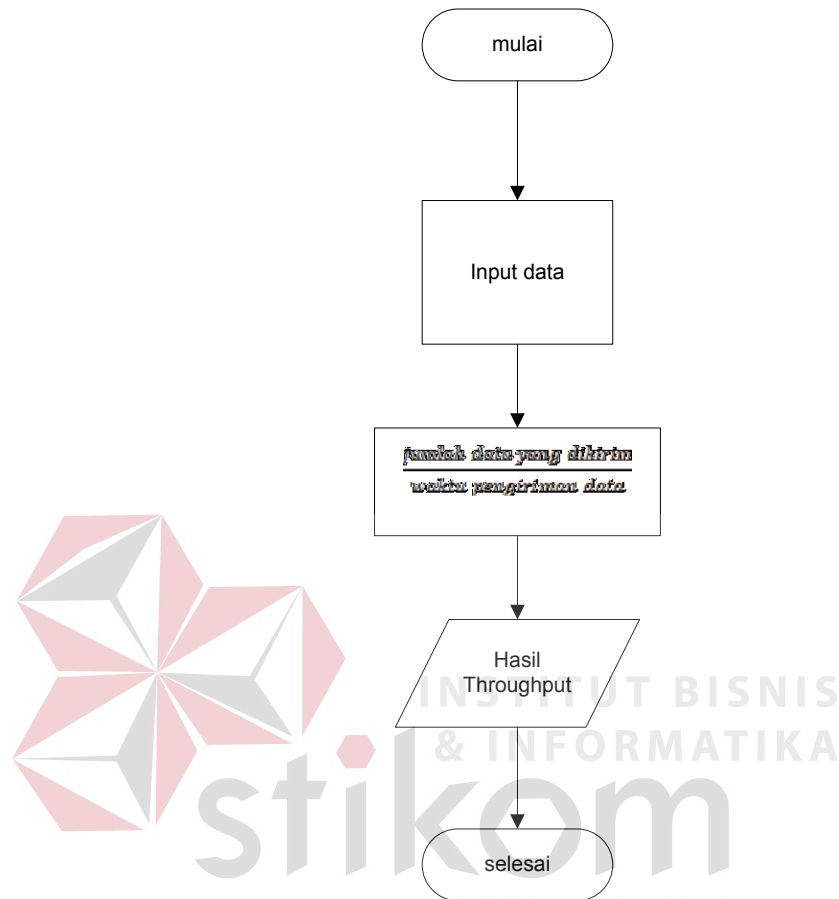 mulai
Input data
jumlah data yang dikirim
waktu pengiriman data
Hasil
Throughput
INSTITUT BISNIS
& INFORMATIKA
stikom
selesai